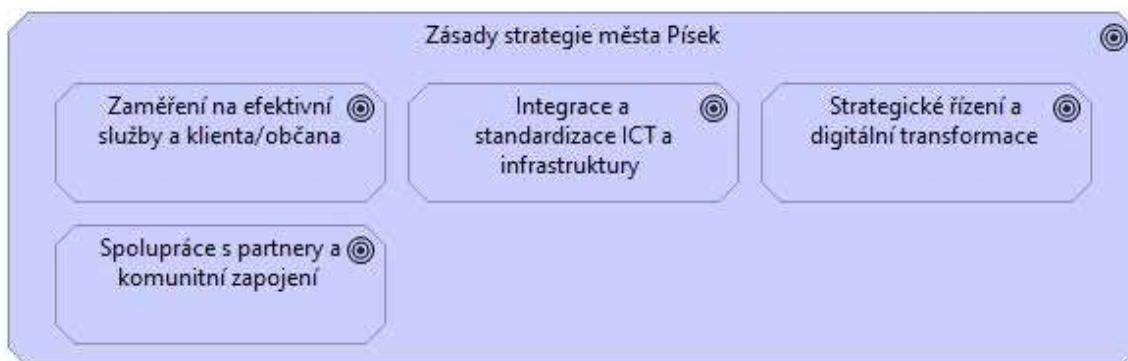 Zásady strategie města Písek
Zaměření na efektivní
služby a klienta/občana
Integrace a
standardizace ICT a
infrastruktury
Strategické řízení a
digitální transformace
Spolupráce s partnery a
komunitní zapojení